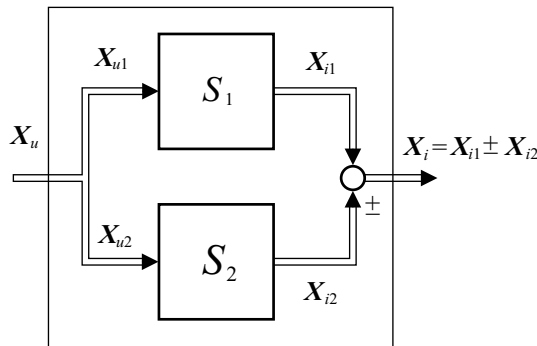 X_u1
S_1
X_i1
X_u
X_i = X_i1 ± X_i2
±
X_u2
S_2
X_i2